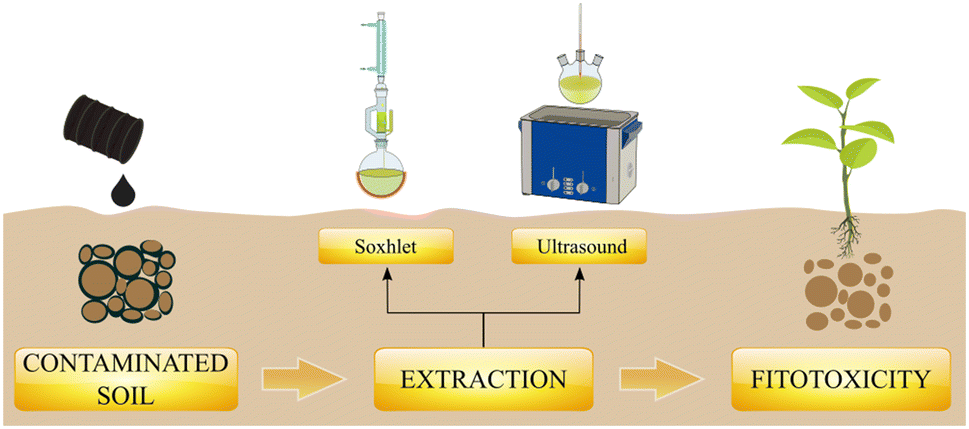 Soxhlet
Ultrasound
CONTAMINATED
SOIL
EXTRACTION
FITOTOXICITY